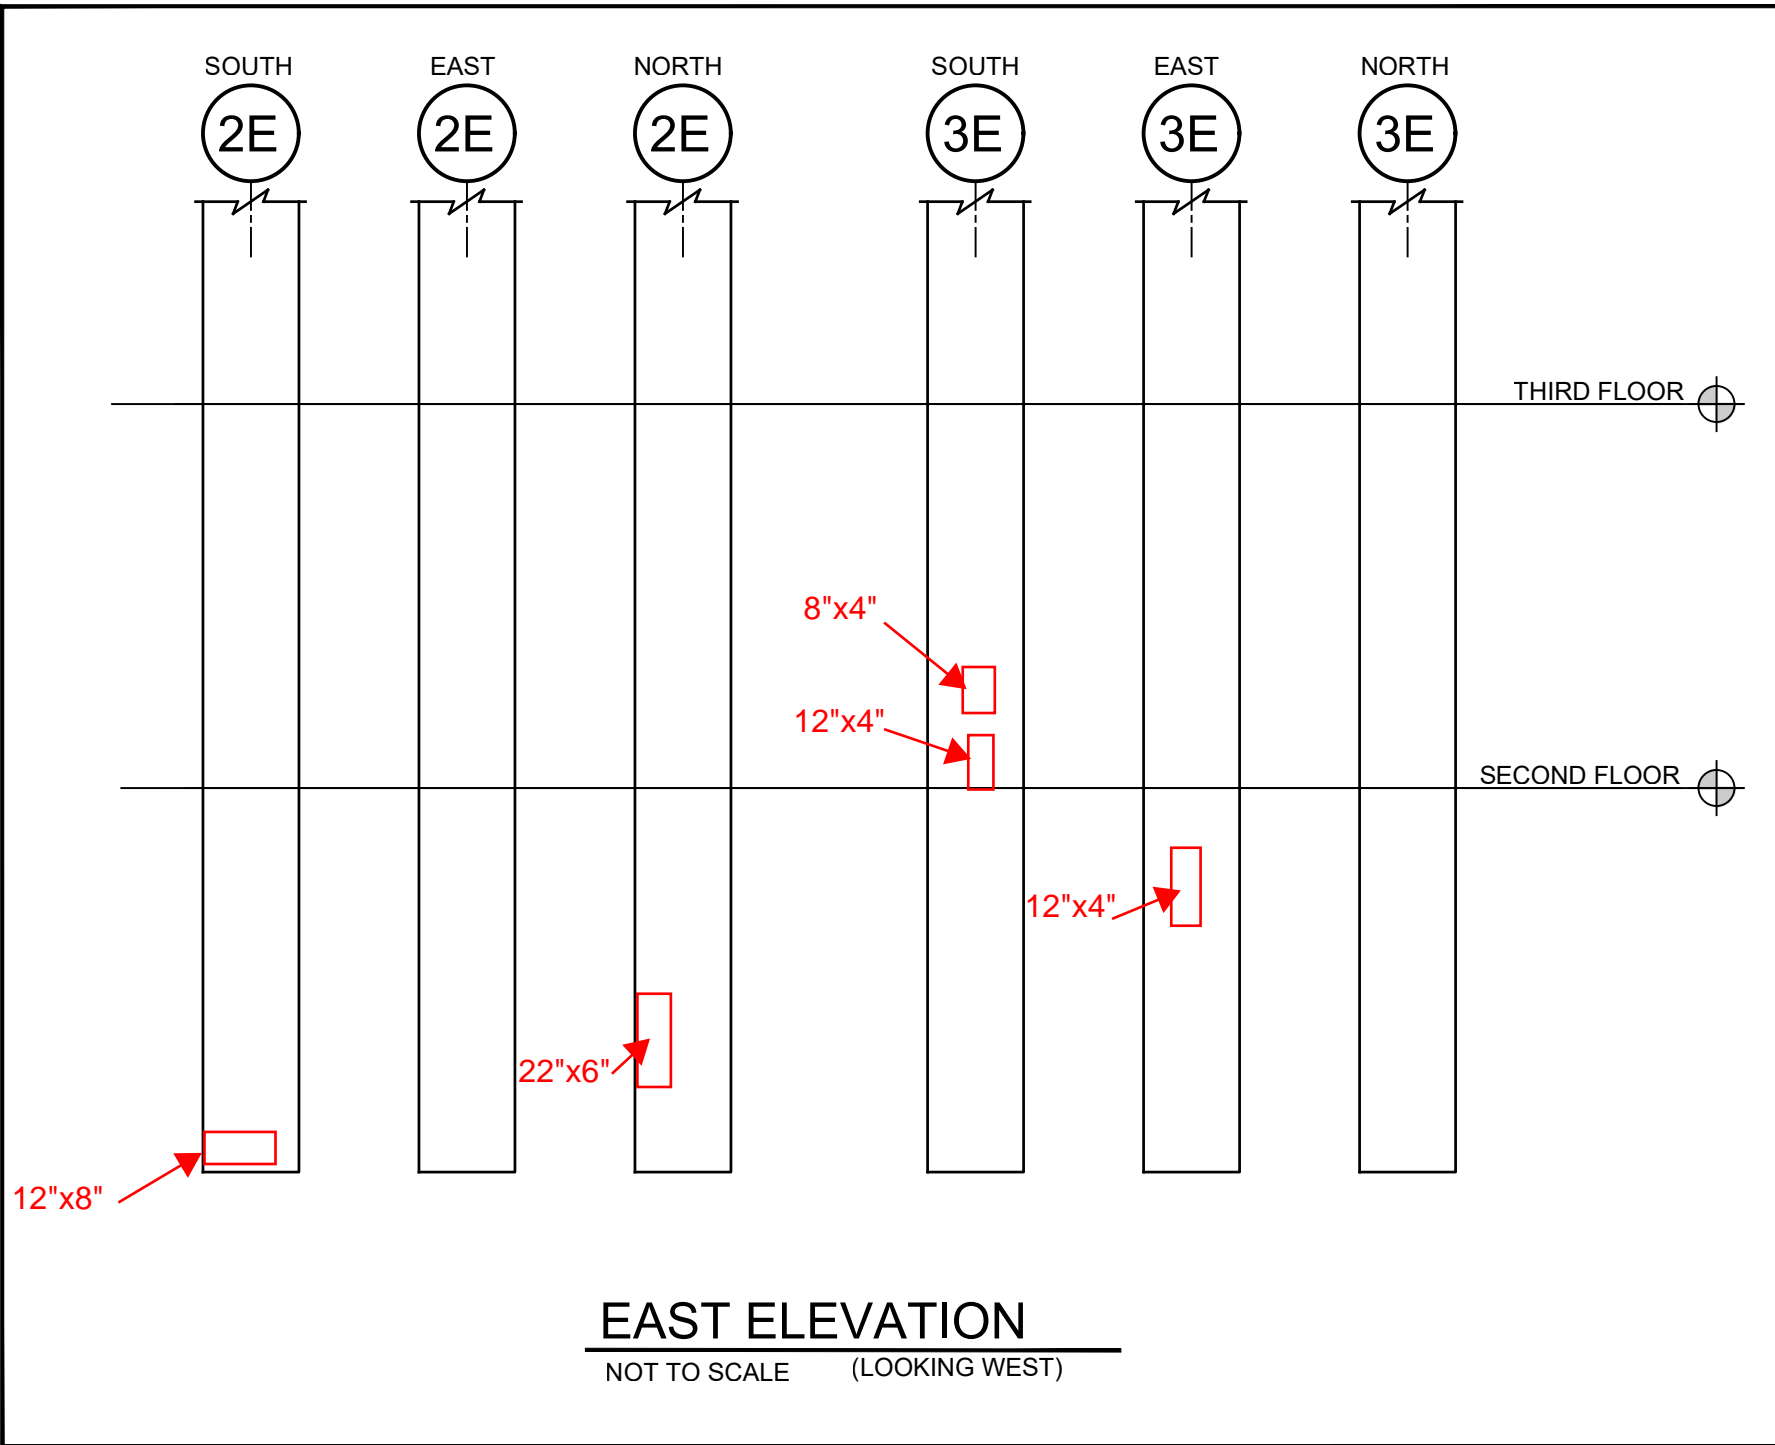 SOUTH EAST NORTH SOUTH EAST NORTH
2E 2E 2E 3E 3E 3E
THIRD FLOOR
8"x4"
12"x4"
SECOND FLOOR
12"x4"
22"x6"
12"x8"
EAST ELEVATION
NOT TO SCALE (LOOKING WEST)